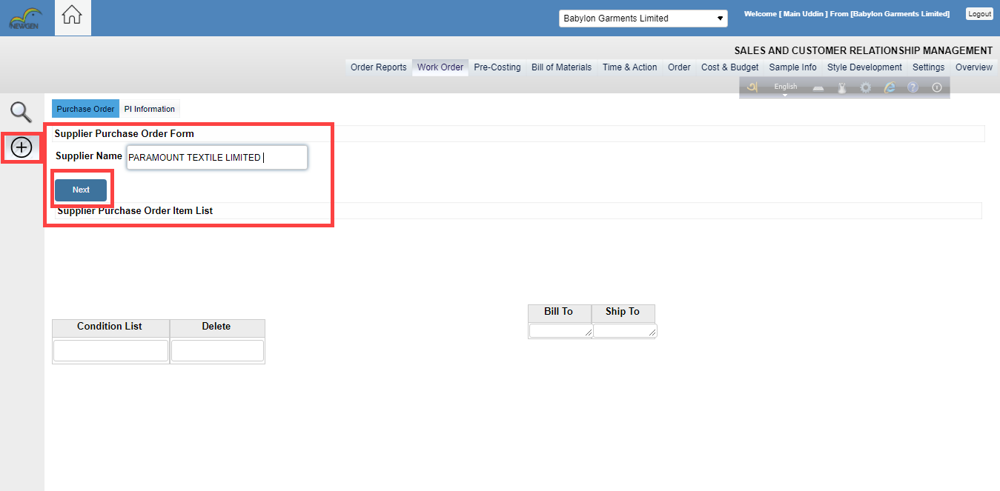 NEWGEN
Babylon Garments Limited
Welcome [ Main Uddin ] From [Babylon Garments Limited]
Logout
SALES AND CUSTOMER RELATIONSHIP MANAGEMENT
Order Reports Work Order Pre-Costing Bill of Materials Time & Action Order Cost & Budget Sample Info Style Development Settings Overview
অ English ?
Purchase Order PI Information
Supplier Purchase Order Form
Supplier Name PARAMOUNT TEXTILE LIMITED
Next
Supplier Purchase Order Item List
Bill To Ship To
Condition List Delete